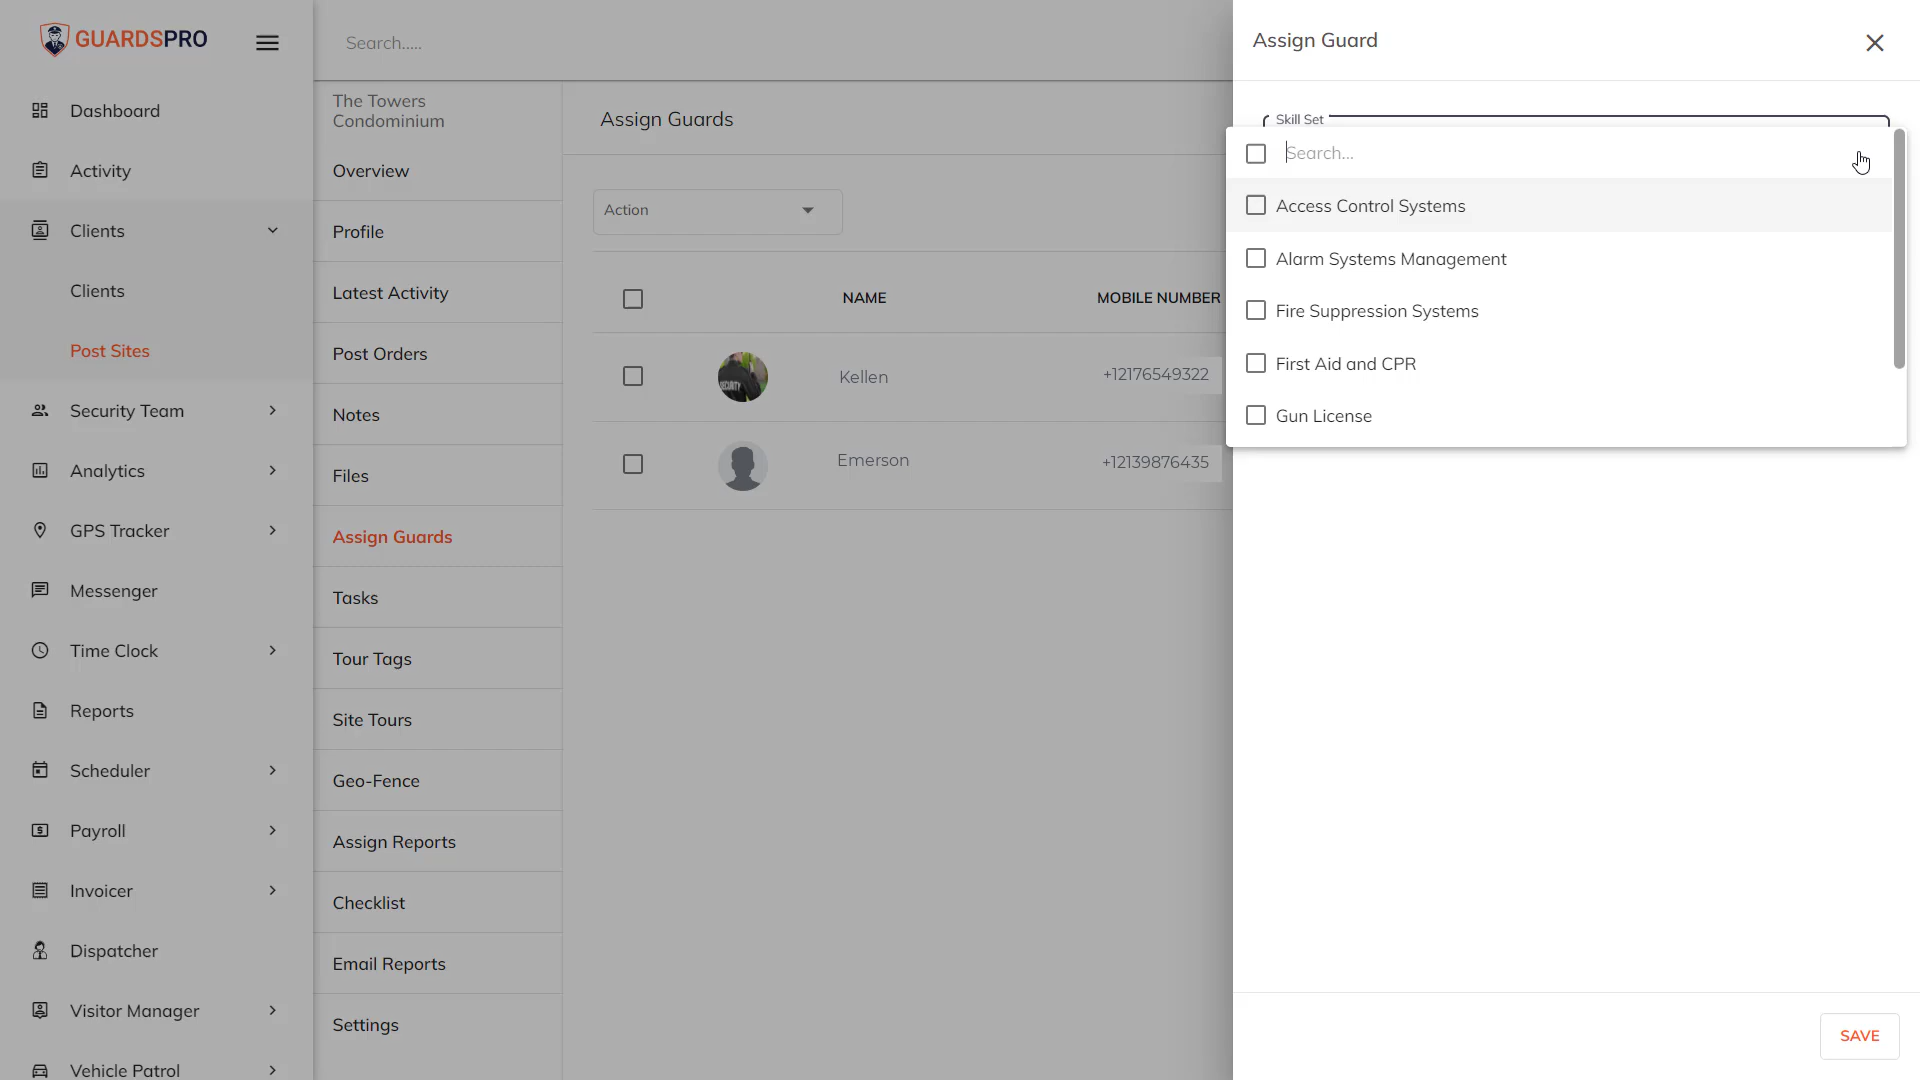 GUARDSPRO
Dashboard
Activity
Clients
Clients
Post Sites
Security Team
Analytics
GPS Tracker
Messenger
Time Clock
Reports
Scheduler
Payroll
Invoicer
Dispatcher
Visitor Manager
Vehicle Patrol
Search.....
The Towers
Condominium
Overview
Profile
Latest Activity
Post Orders
Notes
Files
Assign Guards
Tasks
Tour Tags
Site Tours
Geo-Fence
Assign Reports
Checklist
Email Reports
Settings
Assign Guards
Action
NAME MOBILE NUMBER
SECURITY
Kellen +12176549322
Emerson +12139876435
Assign Guard
Skill Set
Search...
Access Control Systems
Alarm Systems Management
Fire Suppression Systems
First Aid and CPR
Gun License
SAVE